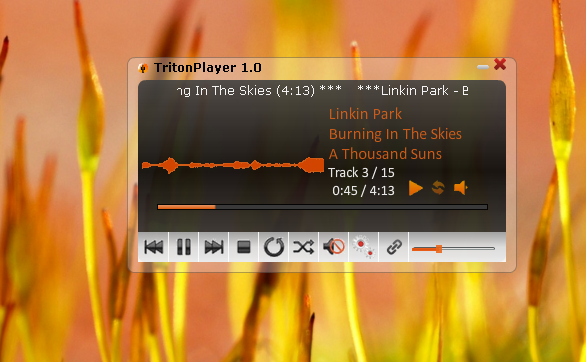 TritonPlayer 1.0
ng In The Skies (4:13) *** ***Linkin Park - B
Linkin Park
Burning In The Skies
A Thousand Suns
Track 3 / 15
0:45 / 4:13